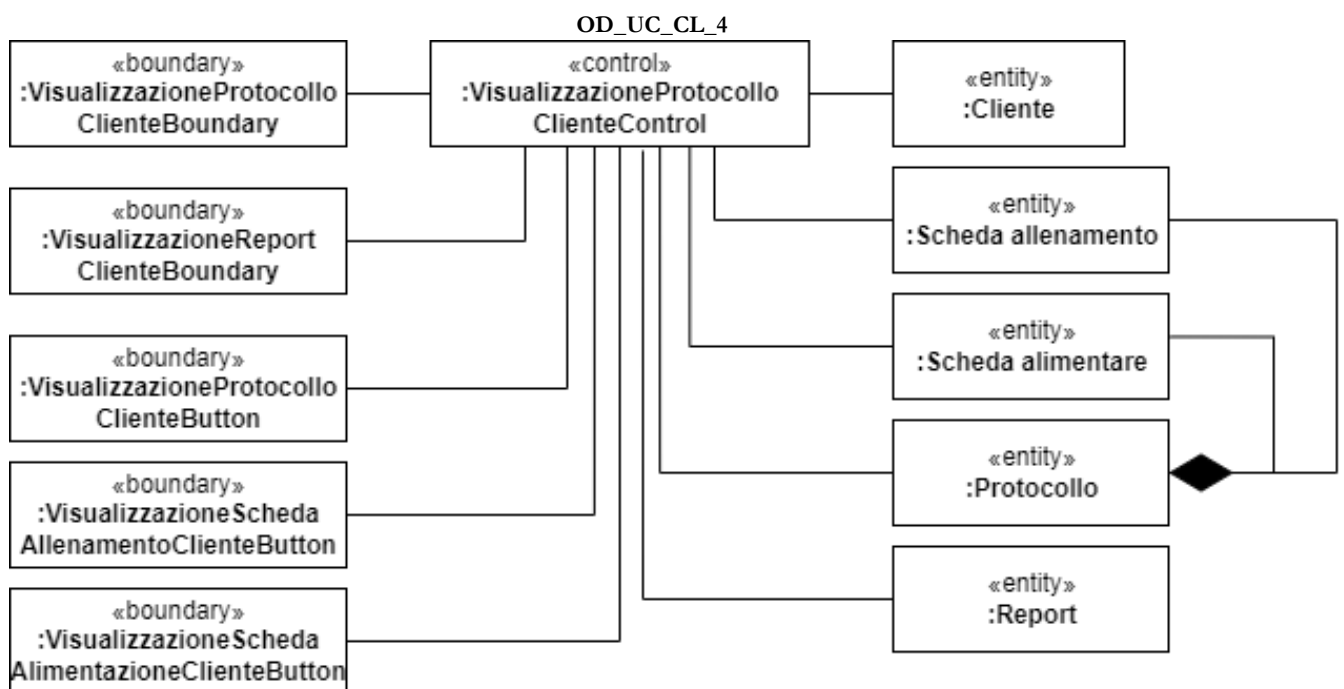 OD_UC_CL_4
«boundary»
:VisualizzazioneProtocollo
ClienteBoundary
«control»
:VisualizzazioneProtocollo
ClienteControl
«entity»
:Cliente
«boundary»
:VisualizzazioneReport
ClienteBoundary
«entity»
:Scheda allenamento
«boundary»
:VisualizzazioneProtocollo
ClienteButton
«entity»
:Scheda alimentare
«boundary»
:VisualizzazioneScheda
AllenamentoClienteButton
«entity»
:Protocollo
«boundary»
:VisualizzazioneScheda
AlimentazioneClienteButton
«entity»
:Report